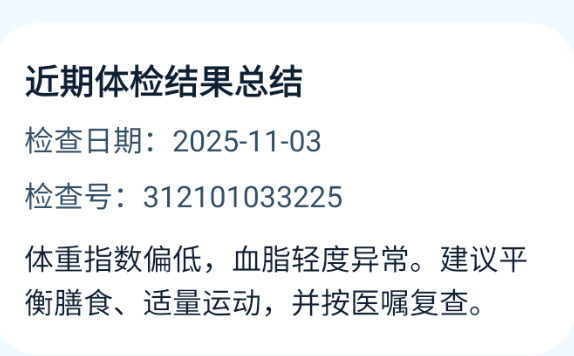 近期体检结果总结
检查日期：2025-11-03
检查号：312101033225
体重指数偏低，血脂轻度异常。建议平
衡膳食、适量运动，并按医嘱复查。